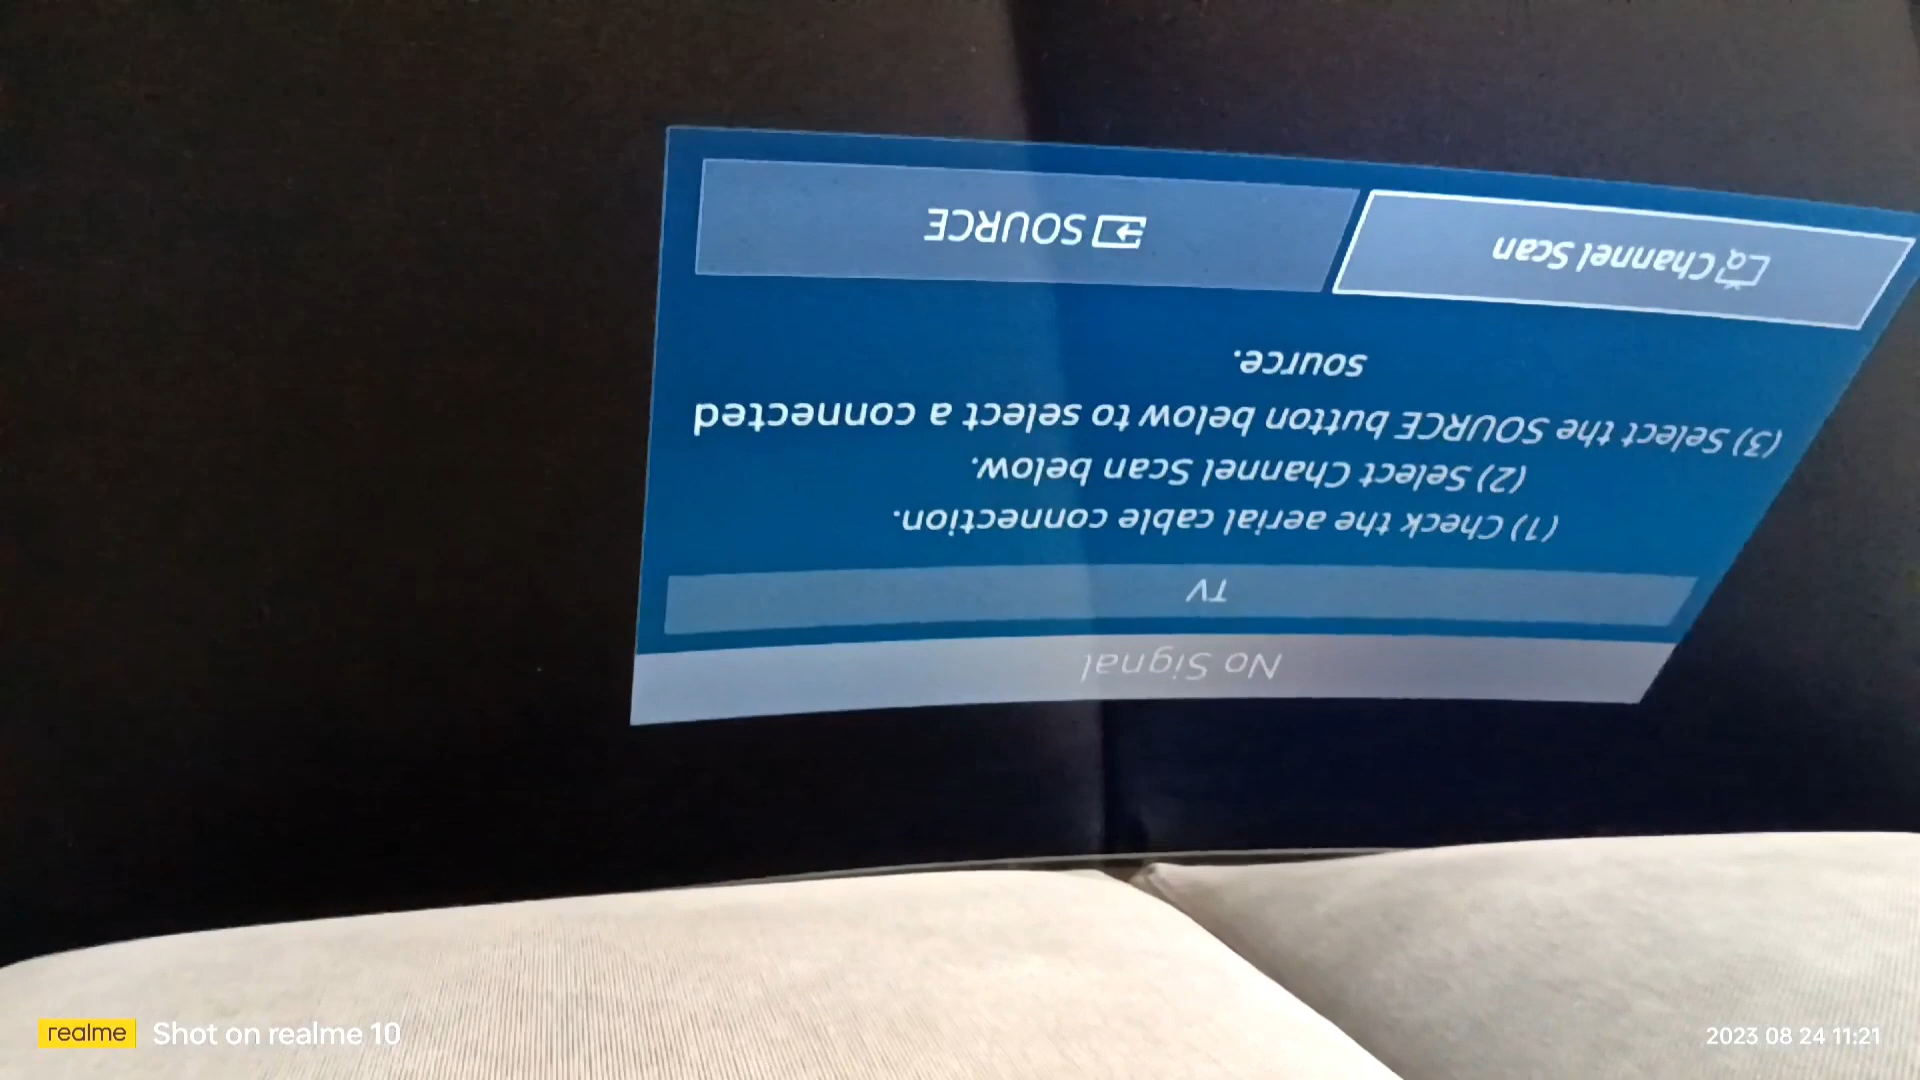 No Signal
TV
(1) Check the aerial cable connection.
(2) Select Channel Scan below.
(3) Select the SOURCE button below to select a connected
source.
Channel Scan
SOURCE
realme Shot on realme 10
2023 08 24 11:21